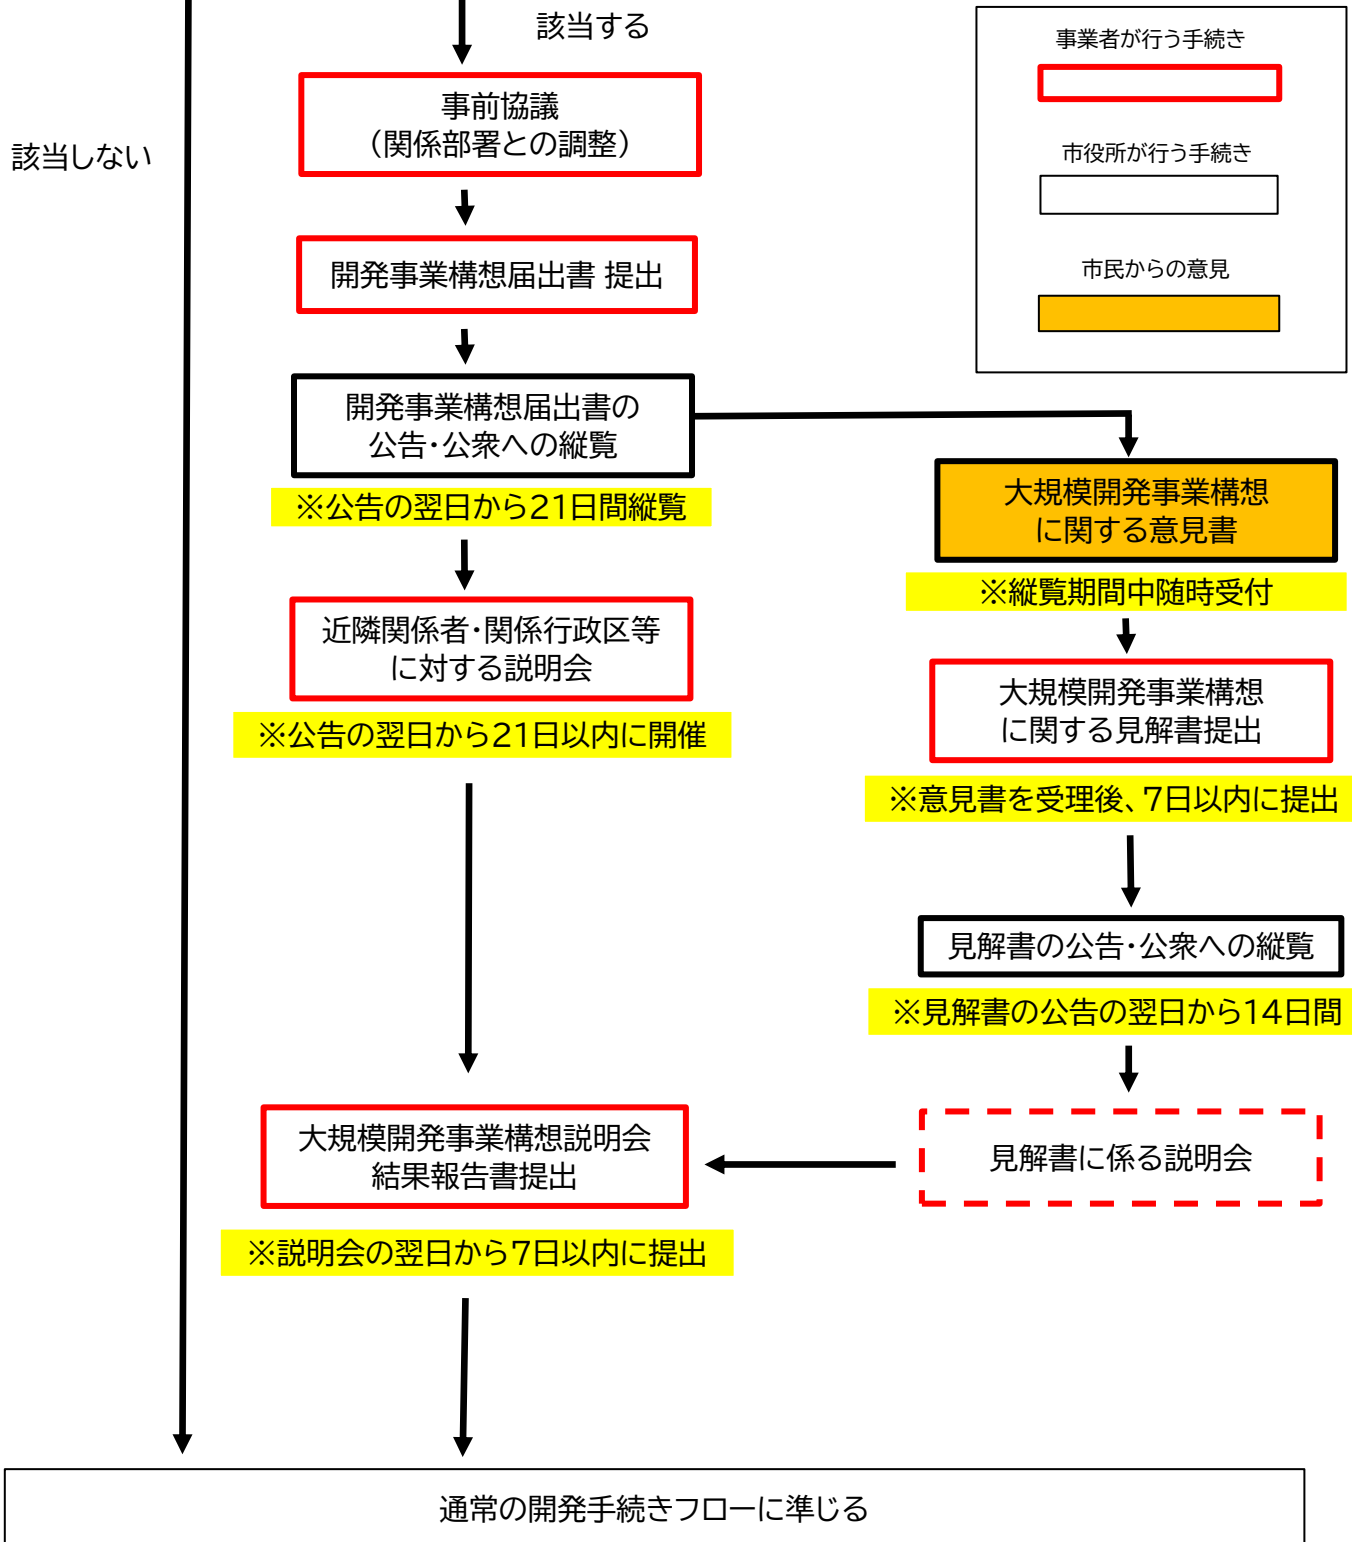 該当する
事業者が行う手続き
市役所が行う手続き
市民からの意見
該当しない
事前協議
（関係部署との調整）
開発事業構想届出書 提出
開発事業構想届出書の
公告・公衆への縦覧
※公告の翌日から21日間縦覧
大規模開発事業構想
に関する意見書
※縦覧期間中随時受付
近隣関係者・関係行政区等
に対する説明会
※公告の翌日から21日以内に開催
大規模開発事業構想
に関する見解書提出
※意見書を受理後、7日以内に提出
見解書の公告・公衆への縦覧
※見解書の公告の翌日から14日間
見解書に係る説明会
大規模開発事業構想説明会
結果報告書提出
※説明会の翌日から7日以内に提出
通常の開発手続きフローに準じる